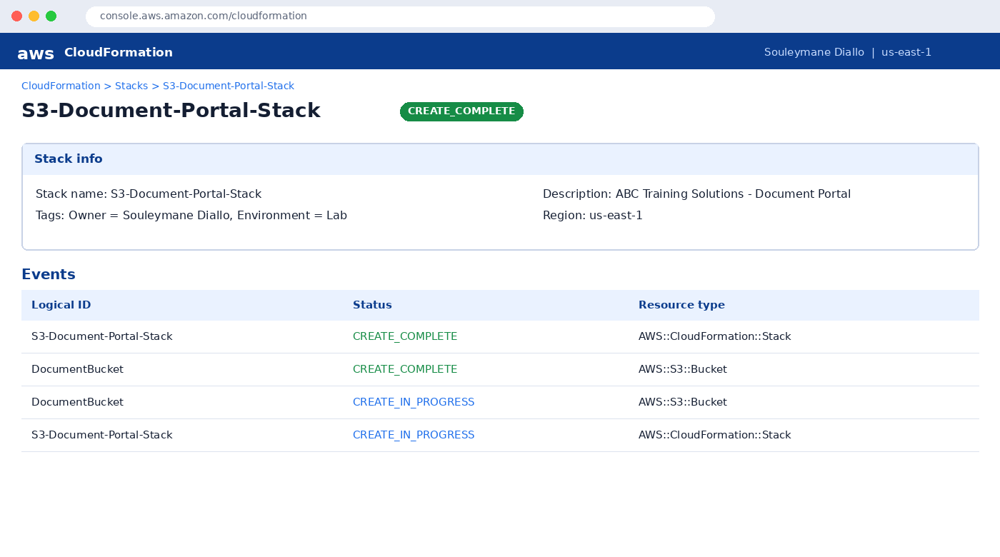 console.aws.amazon.com/cloudformation
aws CloudFormation Souleymane Diallo | us-east-1
CloudFormation > Stacks > S3-Document-Portal-Stack
S3-Document-Portal-Stack CREATE_COMPLETE
Stack info
Stack name: S3-Document-Portal-Stack Description: ABC Training Solutions - Document Portal
Tags: Owner = Souleymane Diallo, Environment = Lab Region: us-east-1
Events
Logical ID Status Resource type
S3-Document-Portal-Stack CREATE_COMPLETE AWS::CloudFormation::Stack
DocumentBucket CREATE_COMPLETE AWS::S3::Bucket
DocumentBucket CREATE_IN_PROGRESS AWS::S3::Bucket
S3-Document-Portal-Stack CREATE_IN_PROGRESS AWS::CloudFormation::Stack